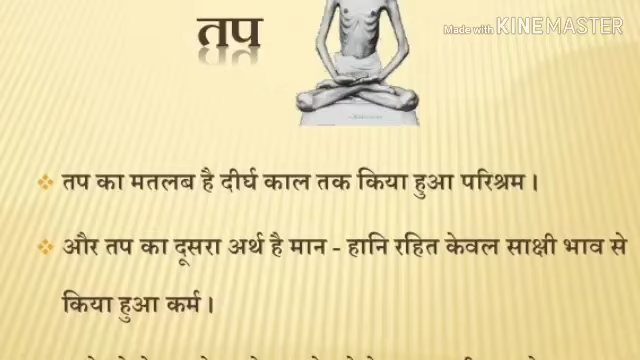 तप
Made with KINEMASTER
तप का मतलब है दीर्घ काल तक किया हुआ परिश्रम ।
और तप का दूसरा अर्थ है मान - हानि रहित केवल साक्षी भाव से
किया हुआ कर्म ।